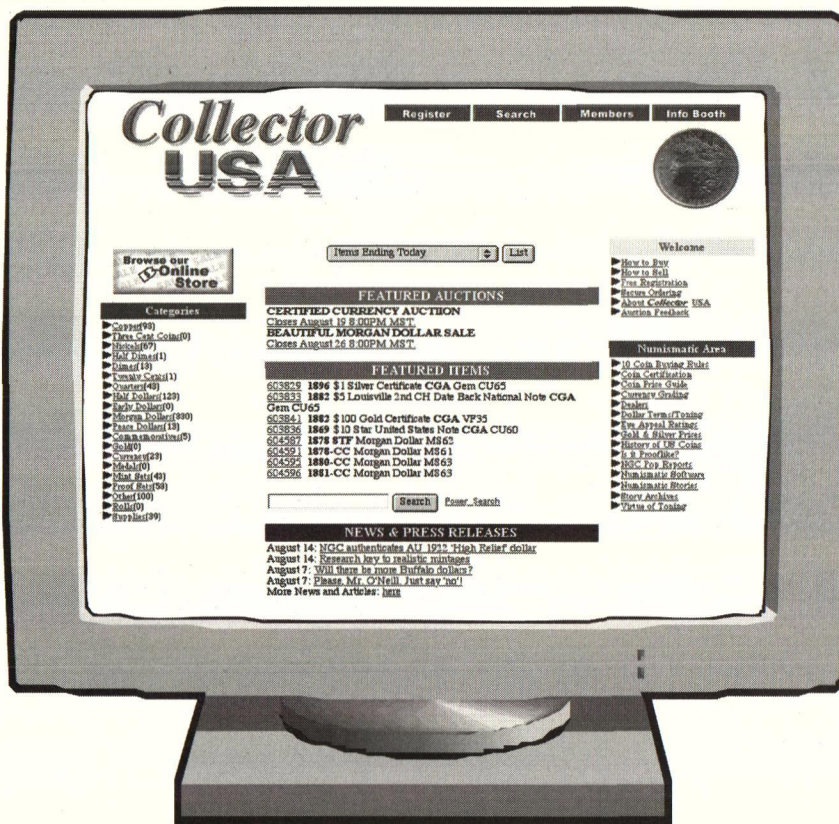 Collector
USA
Register Search Members Info Booth
Browse our
Online
Store
Items Ending Today List
Welcome
How to Buy
How to Sell
Free Registration
Secure Ordering
About Collector USA
Auction Feedback
Categories
Copper(93)
Three Cent Coins(0)
Nickels(67)
Half Dimes(1)
Dimes(13)
Twenty Cents(1)
Quarters(43)
Half Dollars(123)
Early Dollars(0)
Morgan Dollars(330)
Peace Dollars(13)
Commemoratives(5)
Gold(0)
Currency(23)
Medals(0)
Mint Sets(43)
Proof Sets(53)
Other(100)
Rolls(0)
Supplies(39)
FEATURED AUCTIONS
CERTIFIED CURRENCY AUCTIION
Closes August 19 8:00PM MST.
BEAUTIFUL MORGAN DOLLAR SALE
Closes August 26 8:00PM MST.
FEATURED ITEMS
603829 1896 $1 Silver Certificate CGA Gem CU65
603833 1882 $5 Louisville 2nd CH Date Back National Note CGA
Gem CU65
603841 1882 $100 Gold Certificate CGA VF35
603836 1869 $10 Star United States Note CGA CU60
604587 1878 8TF Morgan Dollar MS62
604591 1878-CC Morgan Dollar MS61
604595 1880-CC Morgan Dollar MS63
604596 1881-CC Morgan Dollar MS63
Search Power Search
NEWS & PRESS RELEASES
August 14: NGC authenticates AU 1922 'High Relief' dollar
August 14: Research key to realistic mintages
August 7: Will there be more Buffalo dollars?
August 7: Please, Mr. O'Neill, Just say 'no'!
More News and Articles: here
Numismatic Area
10 Coin Buying Rules
Coin Certification
Coin Price Guide
Currency Grading
Dealers
Dollar Terms/Toning
Eye Appeal Ratings
Gold & Silver Prices
History of US Coins
Is it Prooflike?
NGC Pop Reports
Numismatic Software
Numismatic Stories
Story Archives
Virtue of Toning